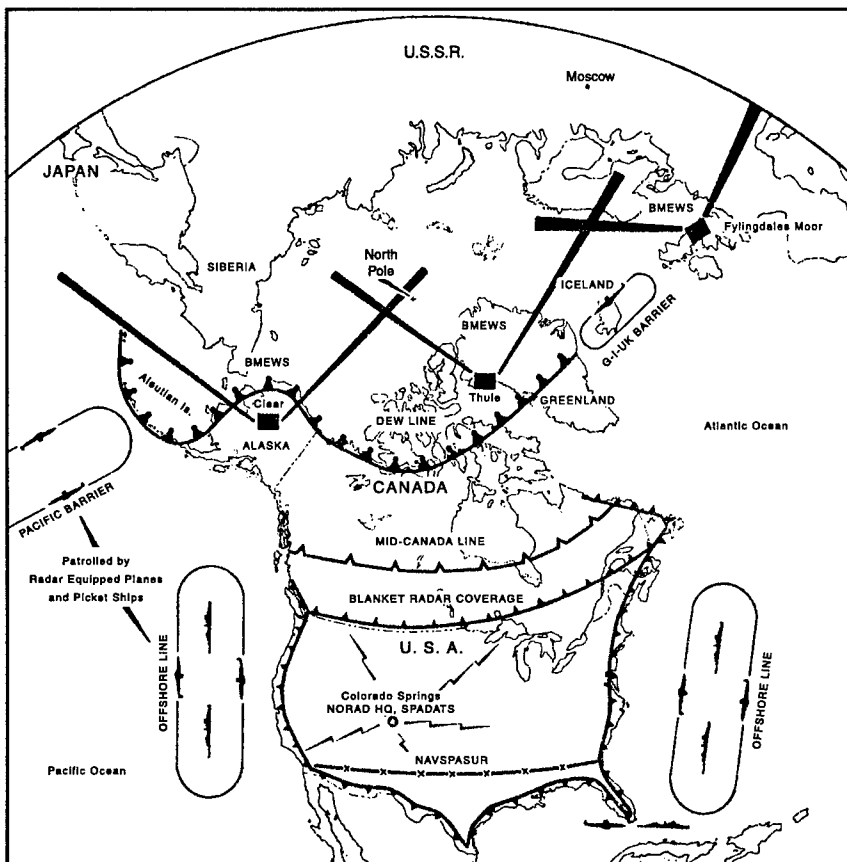 U.S.S.R.
Moscow
JAPAN
BMEWS
Fylingdales Moor
North
Pole
SIBERIA
ICELAND
BMEWS
G-I-UK BARRIER
BMEWS
Aleutian Is.
Clear
Thule
GREENLAND
DEW LINE
ALASKA
Atlantic Ocean
CANADA
PACIFIC BARRIER
MID-CANADA LINE
Patrolled by
Radar Equipped Planes
and Picket Ships
BLANKET RADAR COVERAGE
U. S. A.
OFFSHORE LINE
Colorado Springs
NORAD HQ, SPADATS
OFFSHORE LINE
NAVSPASUR
Pacific Ocean